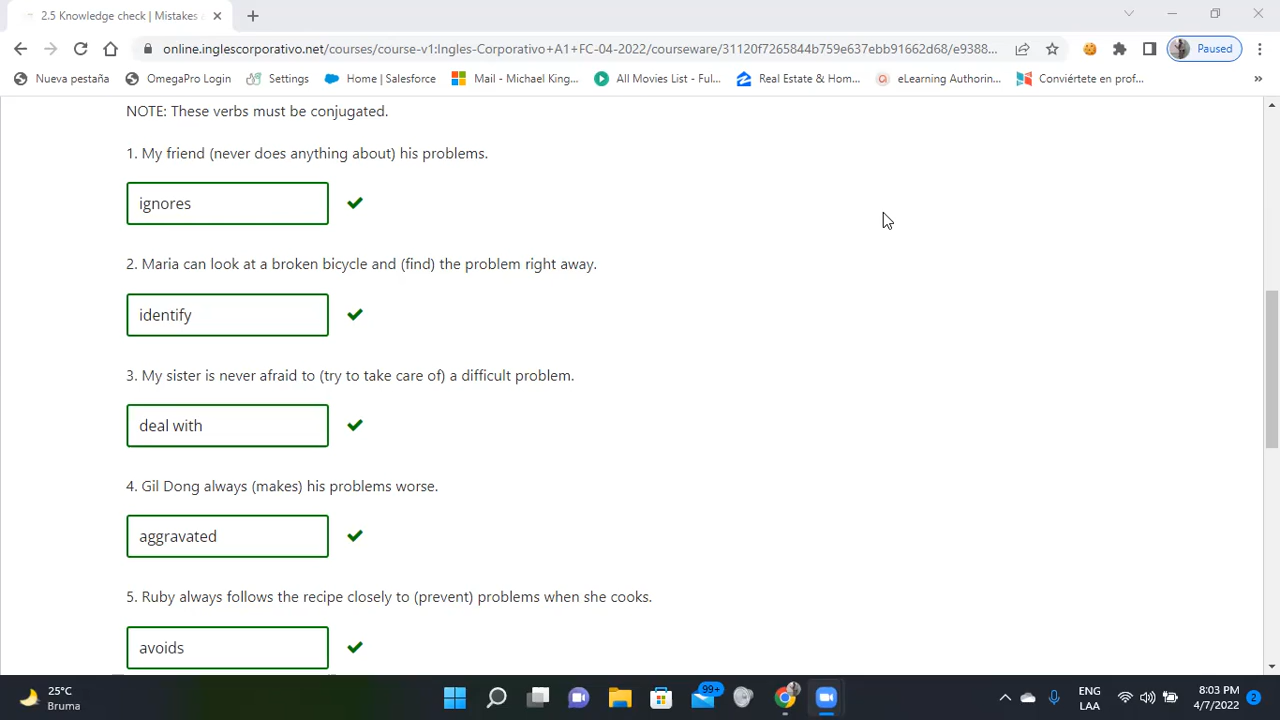 2.5 Knowledge check | Mistakes
online.inglescorporativo.net/courses/course-v1:Ingles-Corporativo+A1+FC-04-2022/courseware/31120f7265844b759e637ebb91662d68/e9388...
Paused
Nueva pestaña
OmegaPro Login
Settings
Home | Salesforce
Mail - Michael King...
All Movies List - Ful...
Real Estate & Hom...
eLearning Authorin...
Conviértete en prof...
NOTE: These verbs must be conjugated.
1. My friend (never does anything about) his problems.
ignores
2. Maria can look at a broken bicycle and (find) the problem right away.
identify
3. My sister is never afraid to (try to take care of) a difficult problem.
deal with
4. Gil Dong always (makes) his problems worse.
aggravated
5. Ruby always follows the recipe closely to (prevent) problems when she cooks.
avoids
25°C
Bruma
99+
ENG
LAA
8:03 PM
4/7/2022
2